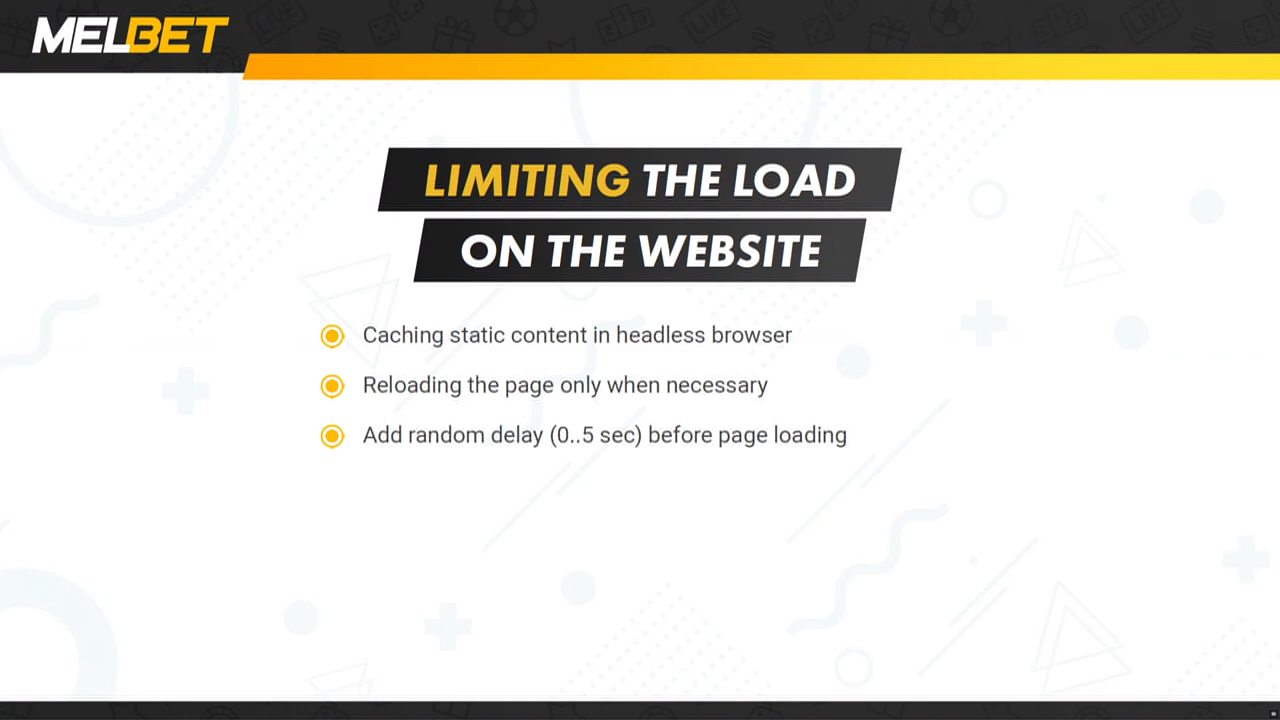 MELBET
LIMITING THE LOAD
ON THE WEBSITE
Caching static content in headless browser
Reloading the page only when necessary
Add random delay (0..5 sec) before page loading